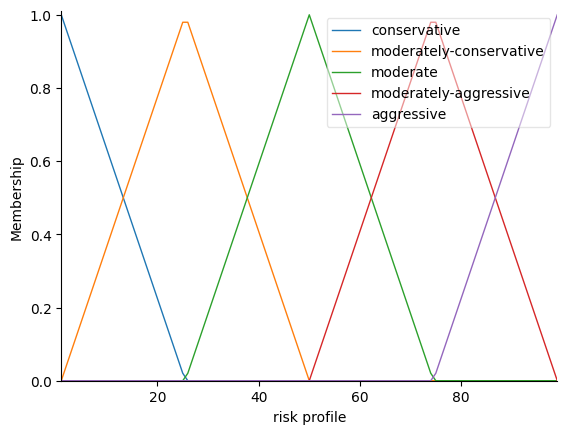 conservative
moderately-conservative
moderate
moderately-aggressive
aggressive
1.0
0.8
0.6
0.4
0.2
0.0
Membership
20
40
60
80
risk profile